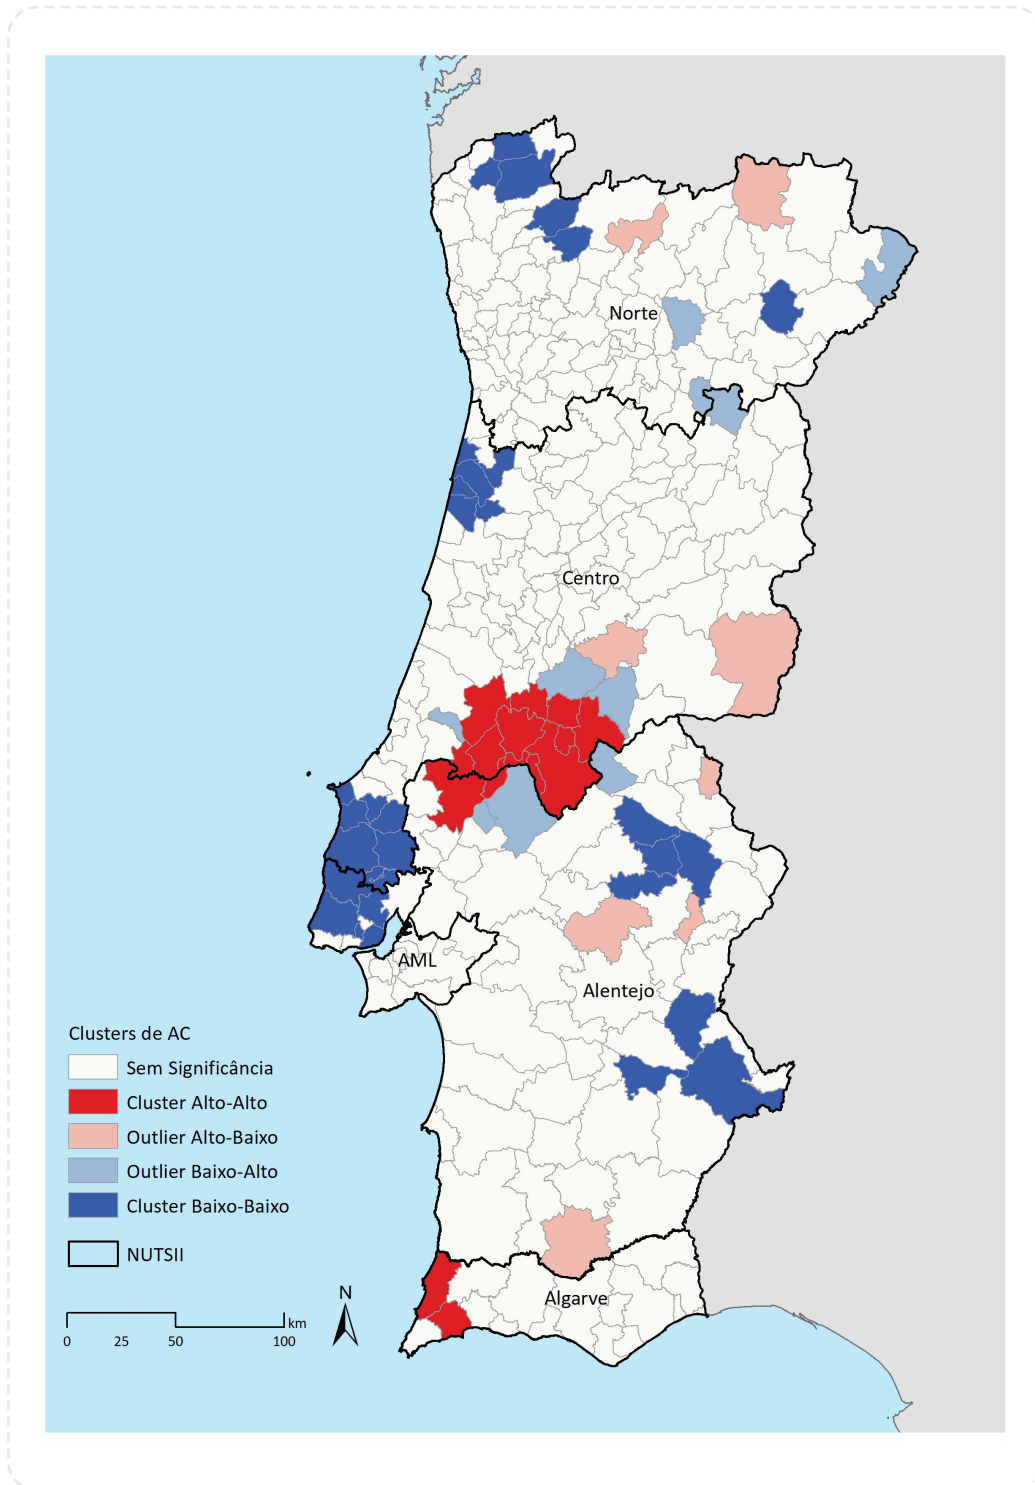 Norte
Centro
AML
Alentejo
Algarve
Clusters de AC
Sem Significância
Cluster Alto-Alto
Outlier Alto-Baixo
Outlier Baixo-Alto
Cluster Baixo-Baixo
NUTSII
N
km
0 25 50 100